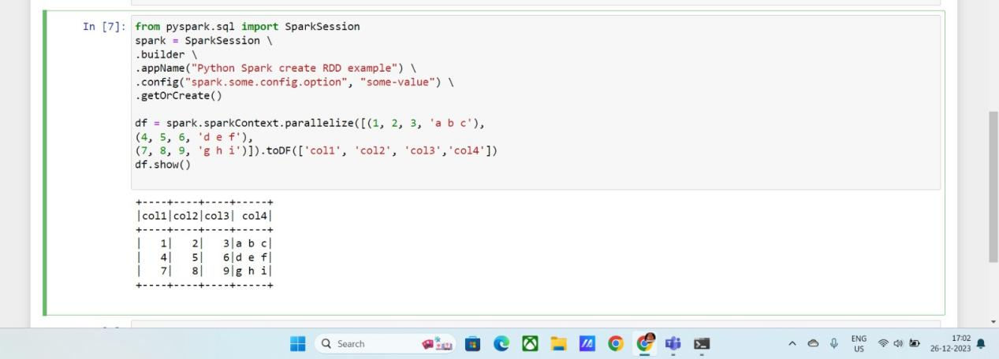 In [7]: from pyspark.sql import SparkSession
spark = SparkSession \
.builder \
.appName("Python Spark create RDD example") \
.config("spark.some.config.option", "some-value") \
.getOrCreate()
df = spark.sparkContext.parallelize([(1, 2, 3, 'a b c'),
(4, 5, 6, 'd e f'),
(7, 8, 9, 'g h i')]).toDF(['col1', 'col2', 'col3','col4'])
df.show()
+----+----+----+-----+
|col1|col2|col3| col4|
+----+----+----+-----+
|   1|   2|   3|a b c|
|   4|   5|   6|d e f|
|   7|   8|   9|g h i|
+----+----+----+-----+
Search
ENG
US
17:02
26-12-2023